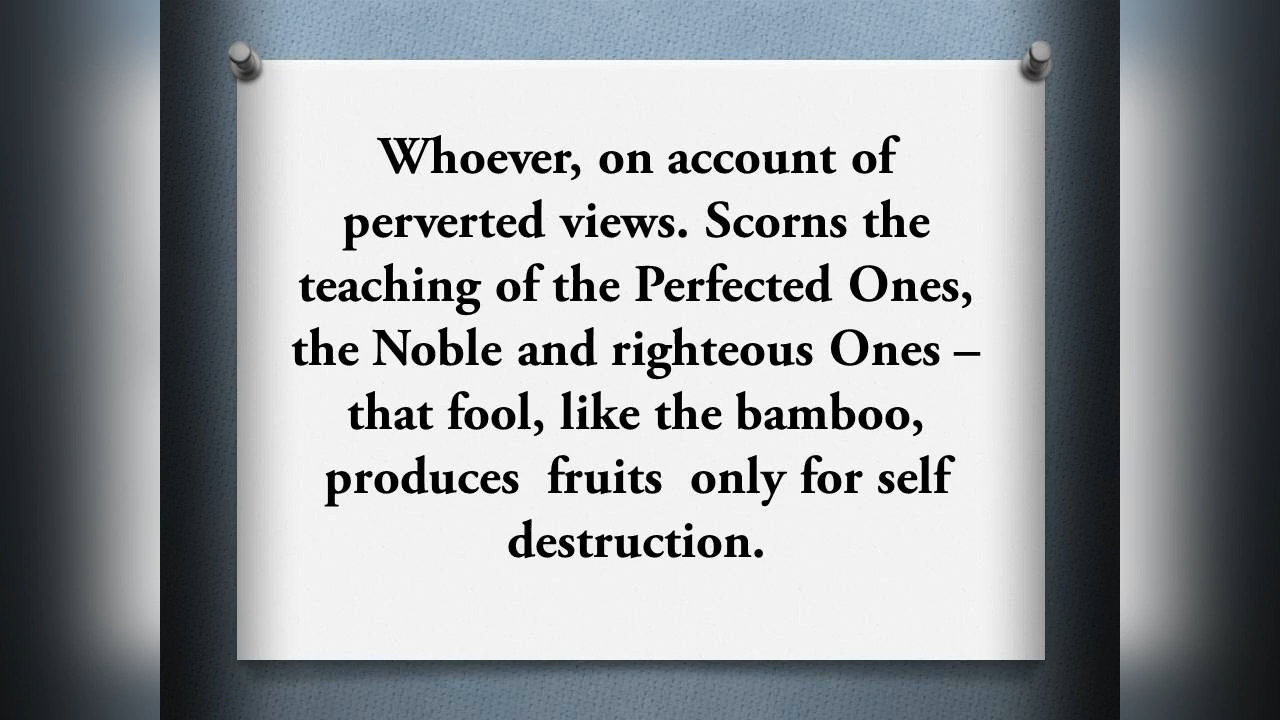 Whoever, on account of
perverted views. Scorns the
teaching of the Perfected Ones,
the Noble and righteous Ones –
that fool, like the bamboo,
produces  fruits  only for self
destruction.